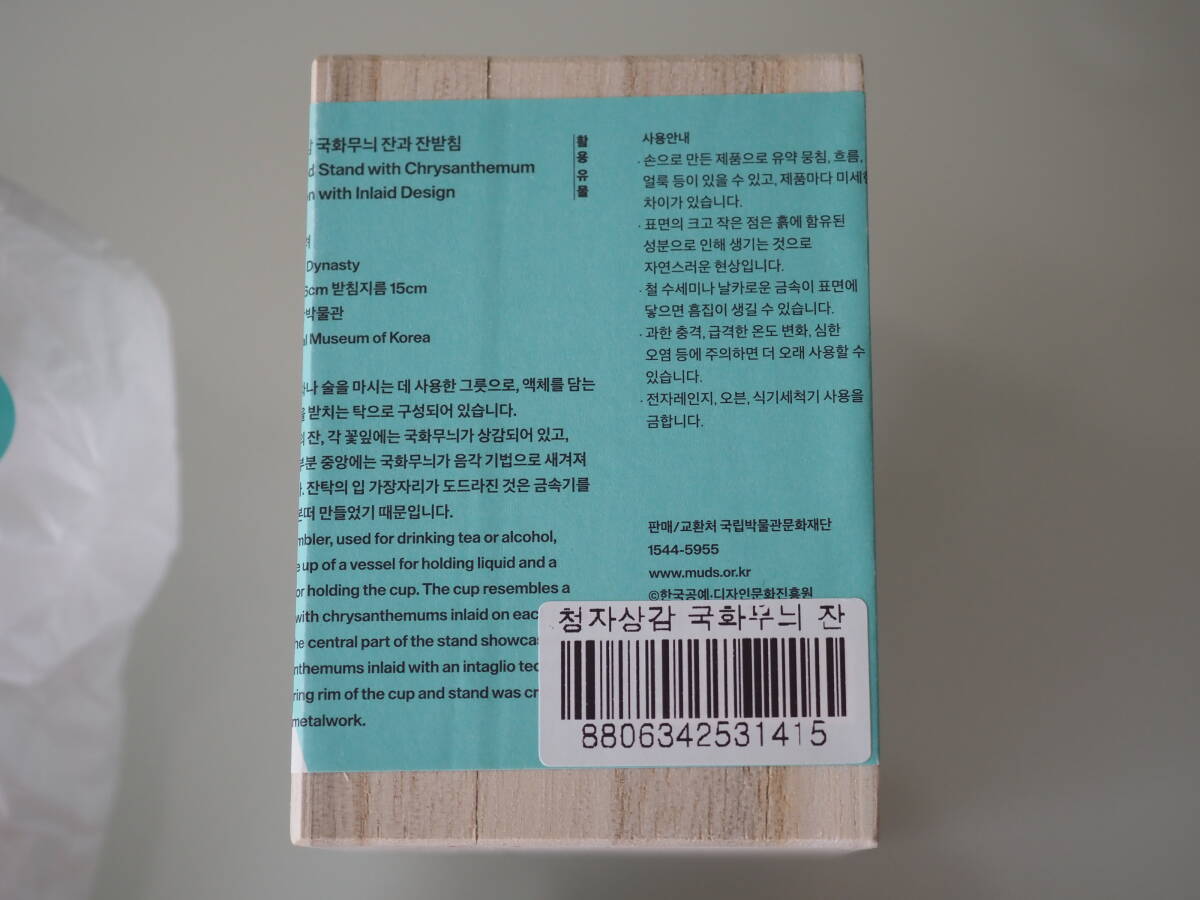 국화무늬 잔과 잔받침
Stand with Chrysanthemum
with Inlaid Design
Dynasty
5cm 받침지름 15cm
박물관
Museum of Korea
술을 마시는 데 사용한 그릇으로, 액체를 담는
받치는 탁으로 구성되어 있습니다.
잔, 각 꽃잎에는 국화무늬가 상감되어 있고,
중앙에는 국화무늬가 음각 기법으로 새겨져
잔탁의 입 가장자리가 도드라진 것은 금속기를
본떠 만들었기 때문입니다.
mbler, used for drinking tea or alcohol,
up of a vessel for holding liquid and a
or holding the cup. The cup resembles a
with chrysanthemums inlaid on eac
he central part of the stand showca
nthemums inlaid with an intaglio tec
ring rim of the cup and stand was cr
metalwork.
활용유물
사용안내
· 손으로 만든 제품으로 유약 뭉침, 흐름,
얼룩 등이 있을 수 있고, 제품마다 미세한
차이가 있습니다.
· 표면의 크고 작은 점은 흙에 함유된
성분으로 인해 생기는 것으로
자연스러운 현상입니다.
· 철 수세미나 날카로운 금속이 표면에
닿으면 흠집이 생길 수 있습니다.
· 과한 충격, 급격한 온도 변화, 심한
오염 등에 주의하면 더 오래 사용할 수
있습니다.
· 전자레인지, 오븐, 식기세척기 사용을
금합니다.
판매/교환처 국립박물관문화재단
1544-5955
www.muds.or.kr
©한국공예·디자인문화진흥원
청자상감 국화무늬 잔
8806342531415